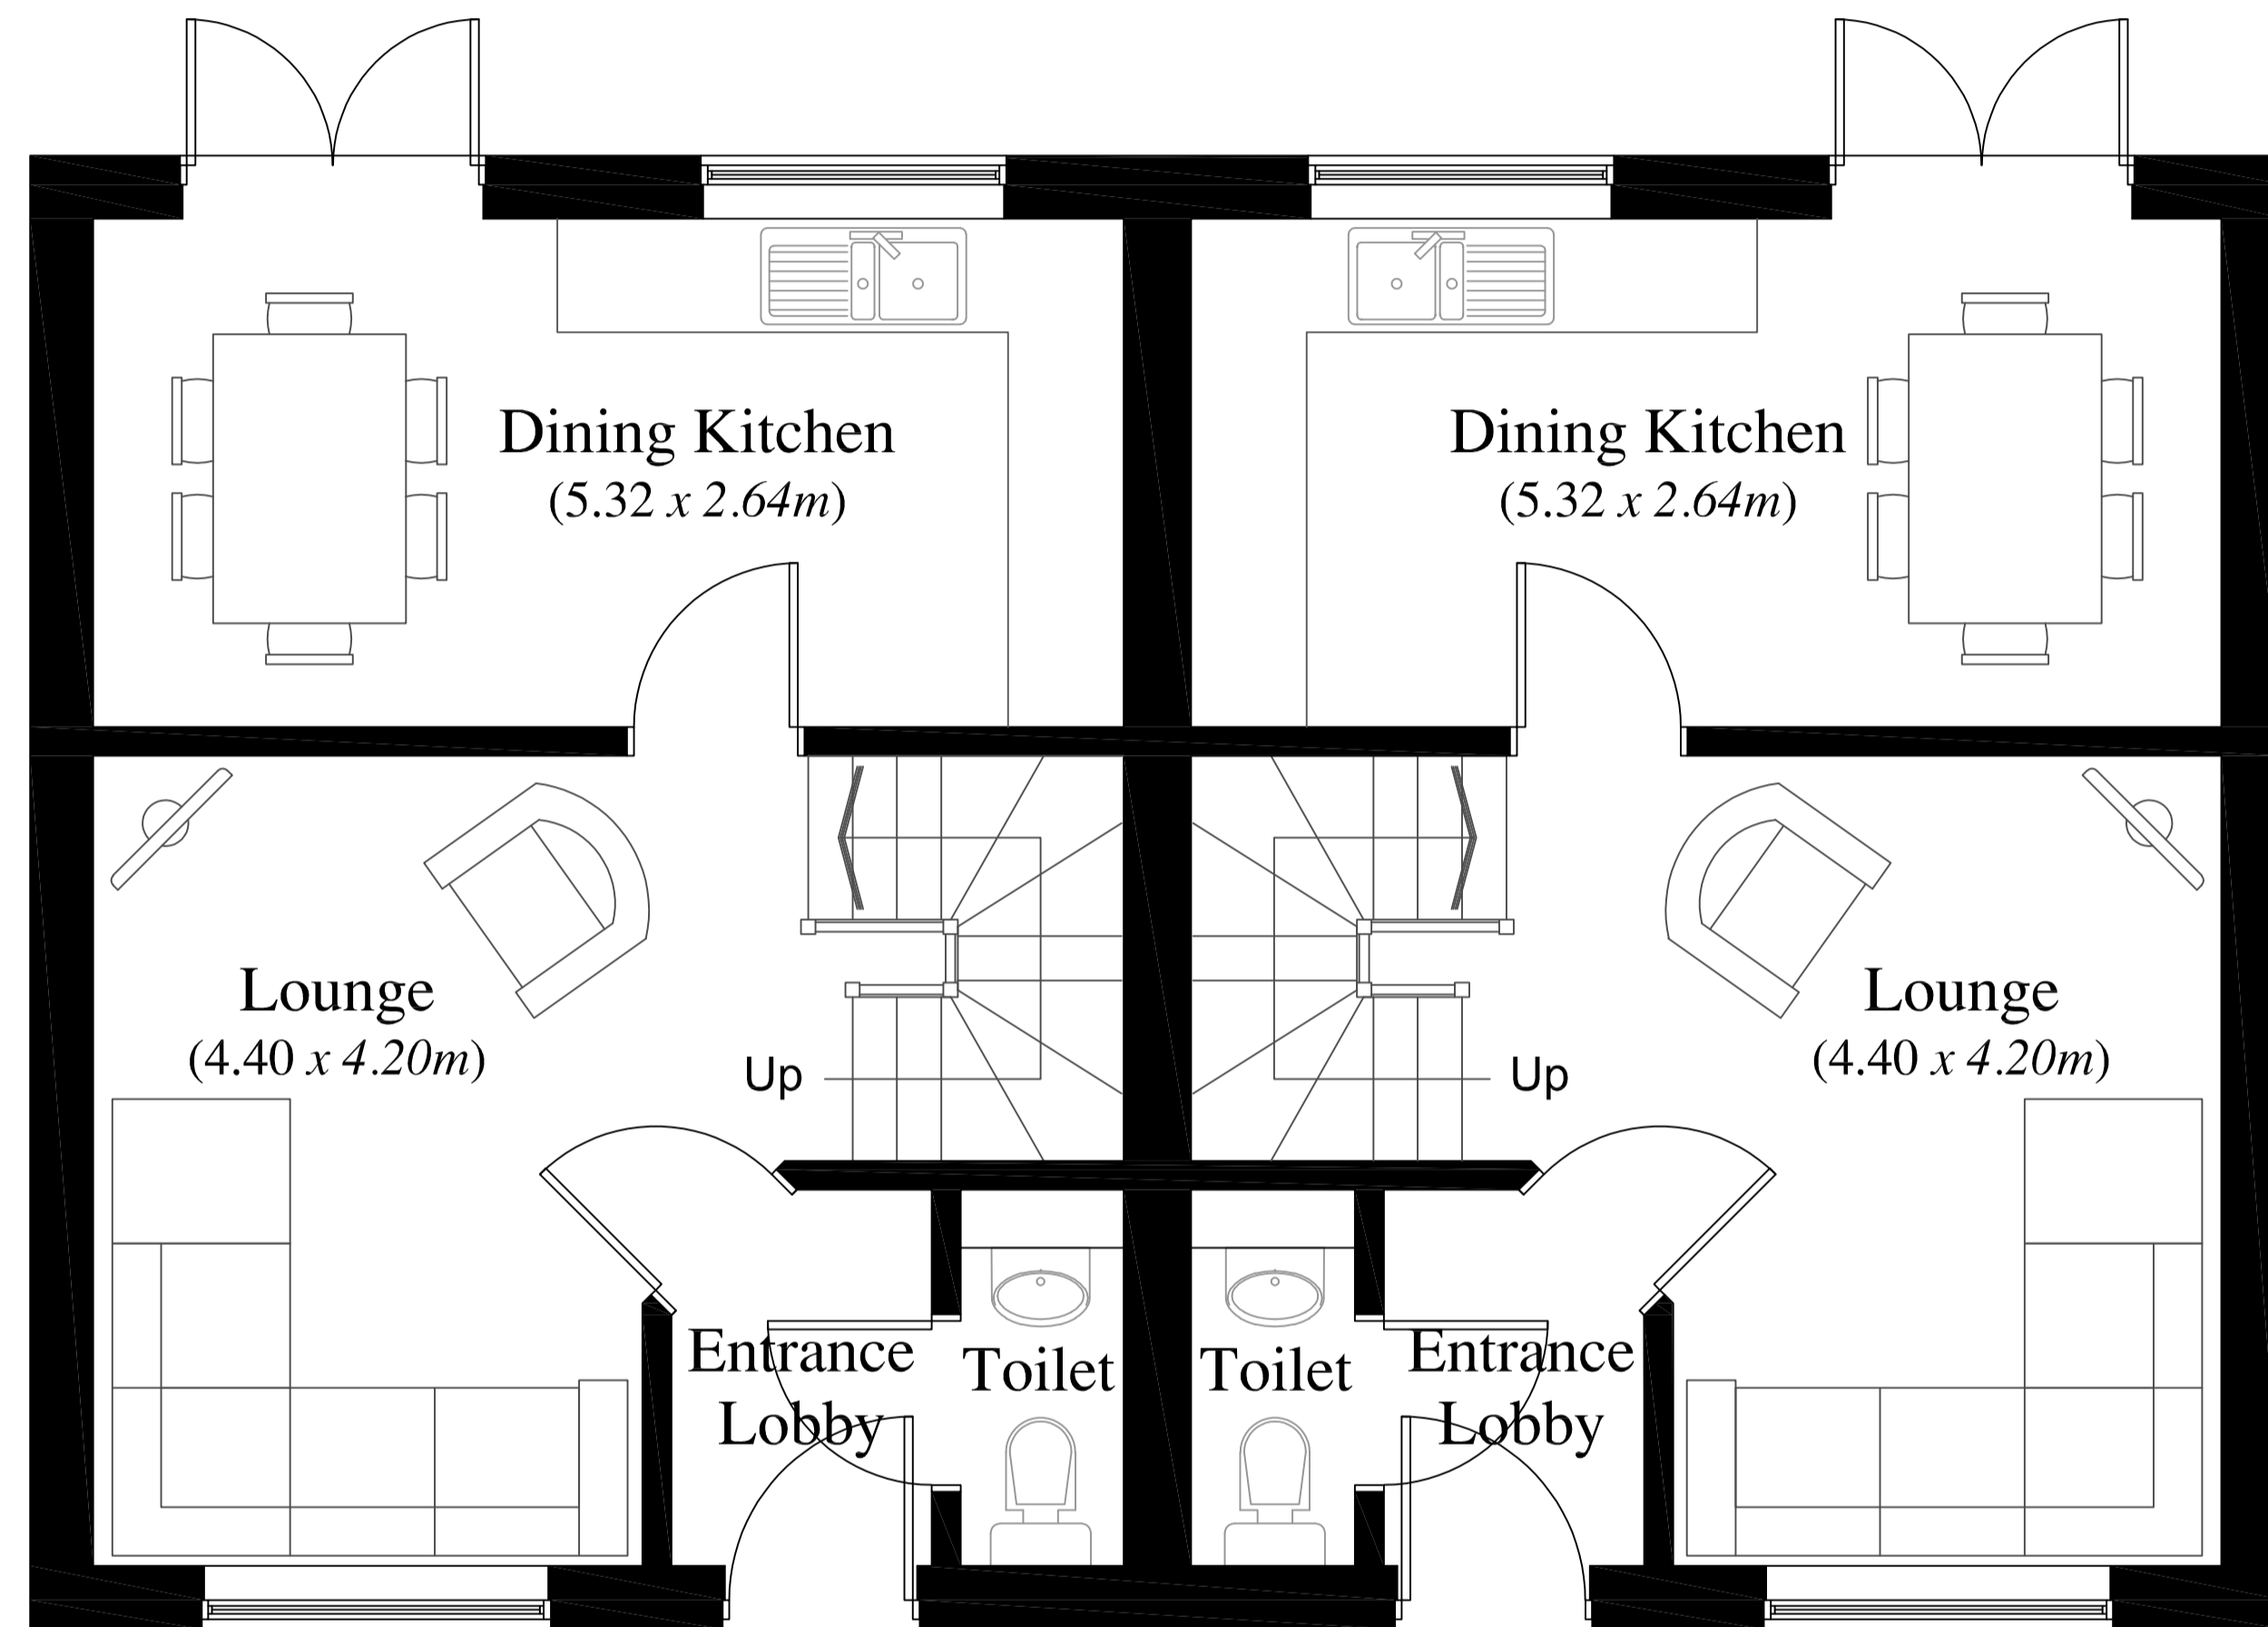 Dining Kitchen
(5.32 x 2.64m)
Dining Kitchen
(5.32 x 2.64m)
Lounge
(4.40 x 4.20m)
Up
Up
Lounge
(4.40 x 4.20m)
Entrance
Lobby
Toilet
Toilet
Entrance
Lobby